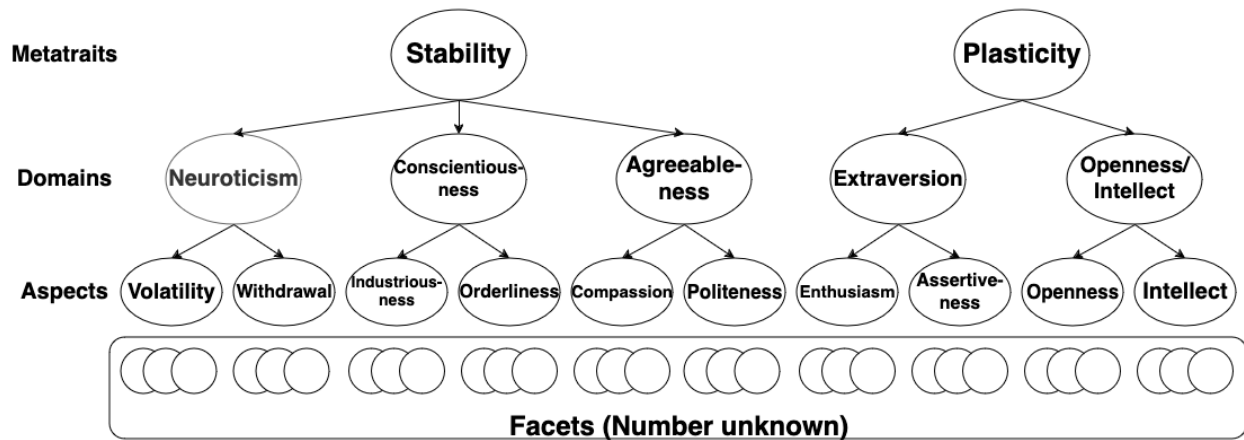 Metatraits
Stability
Plasticity
Domains
Neuroticism
Conscientious-
ness
Agreeable-
ness
Extraversion
Openness/
Intellect
Aspects
Volatility
Withdrawal
Industrious-
ness
Orderliness
Compassion
Politeness
Enthusiasm
Assertive-
ness
Openness
Intellect
Facets (Number unknown)